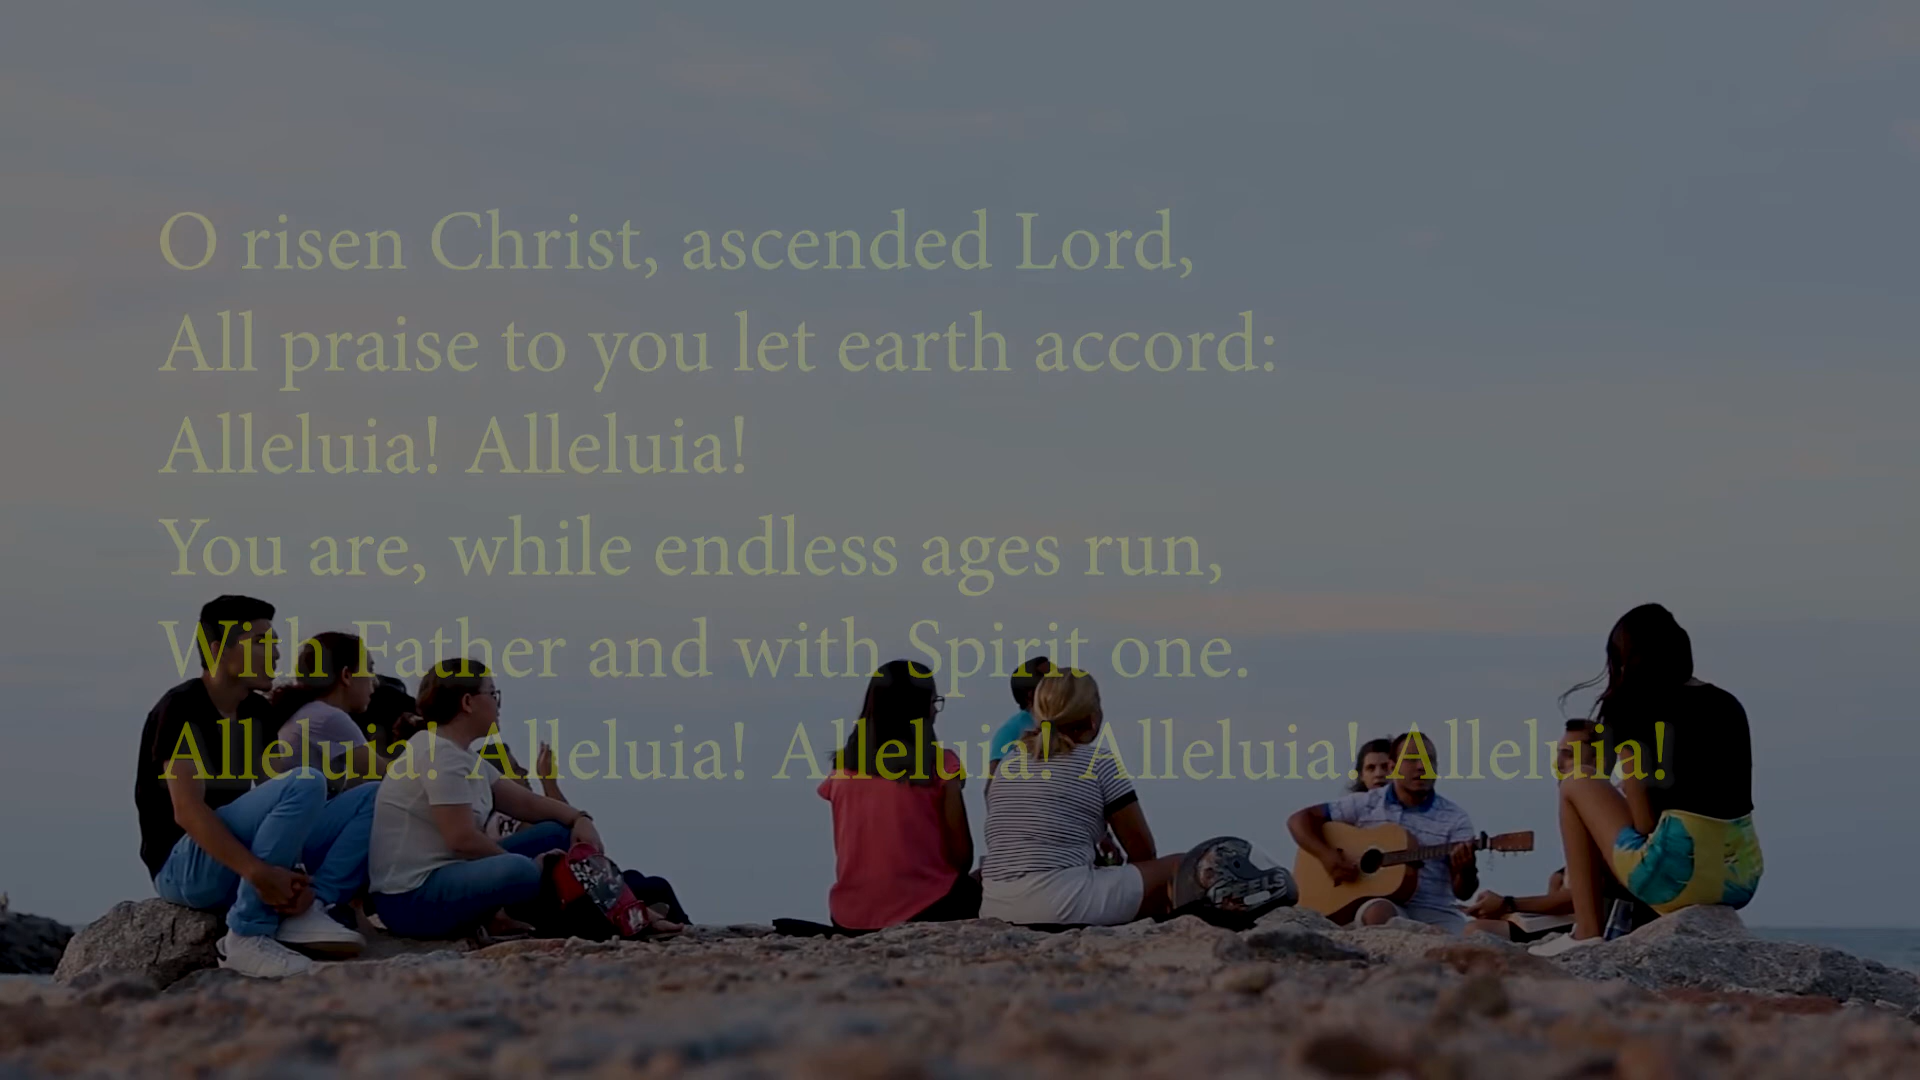 O risen Christ, ascended Lord,
All praise to you let earth accord:
Alleluia! Alleluia!
You are, while endless ages run,
With Father and with Spirit one.
Alleluia! Alleluia! Alleluia! Alleluia! Alleluia!